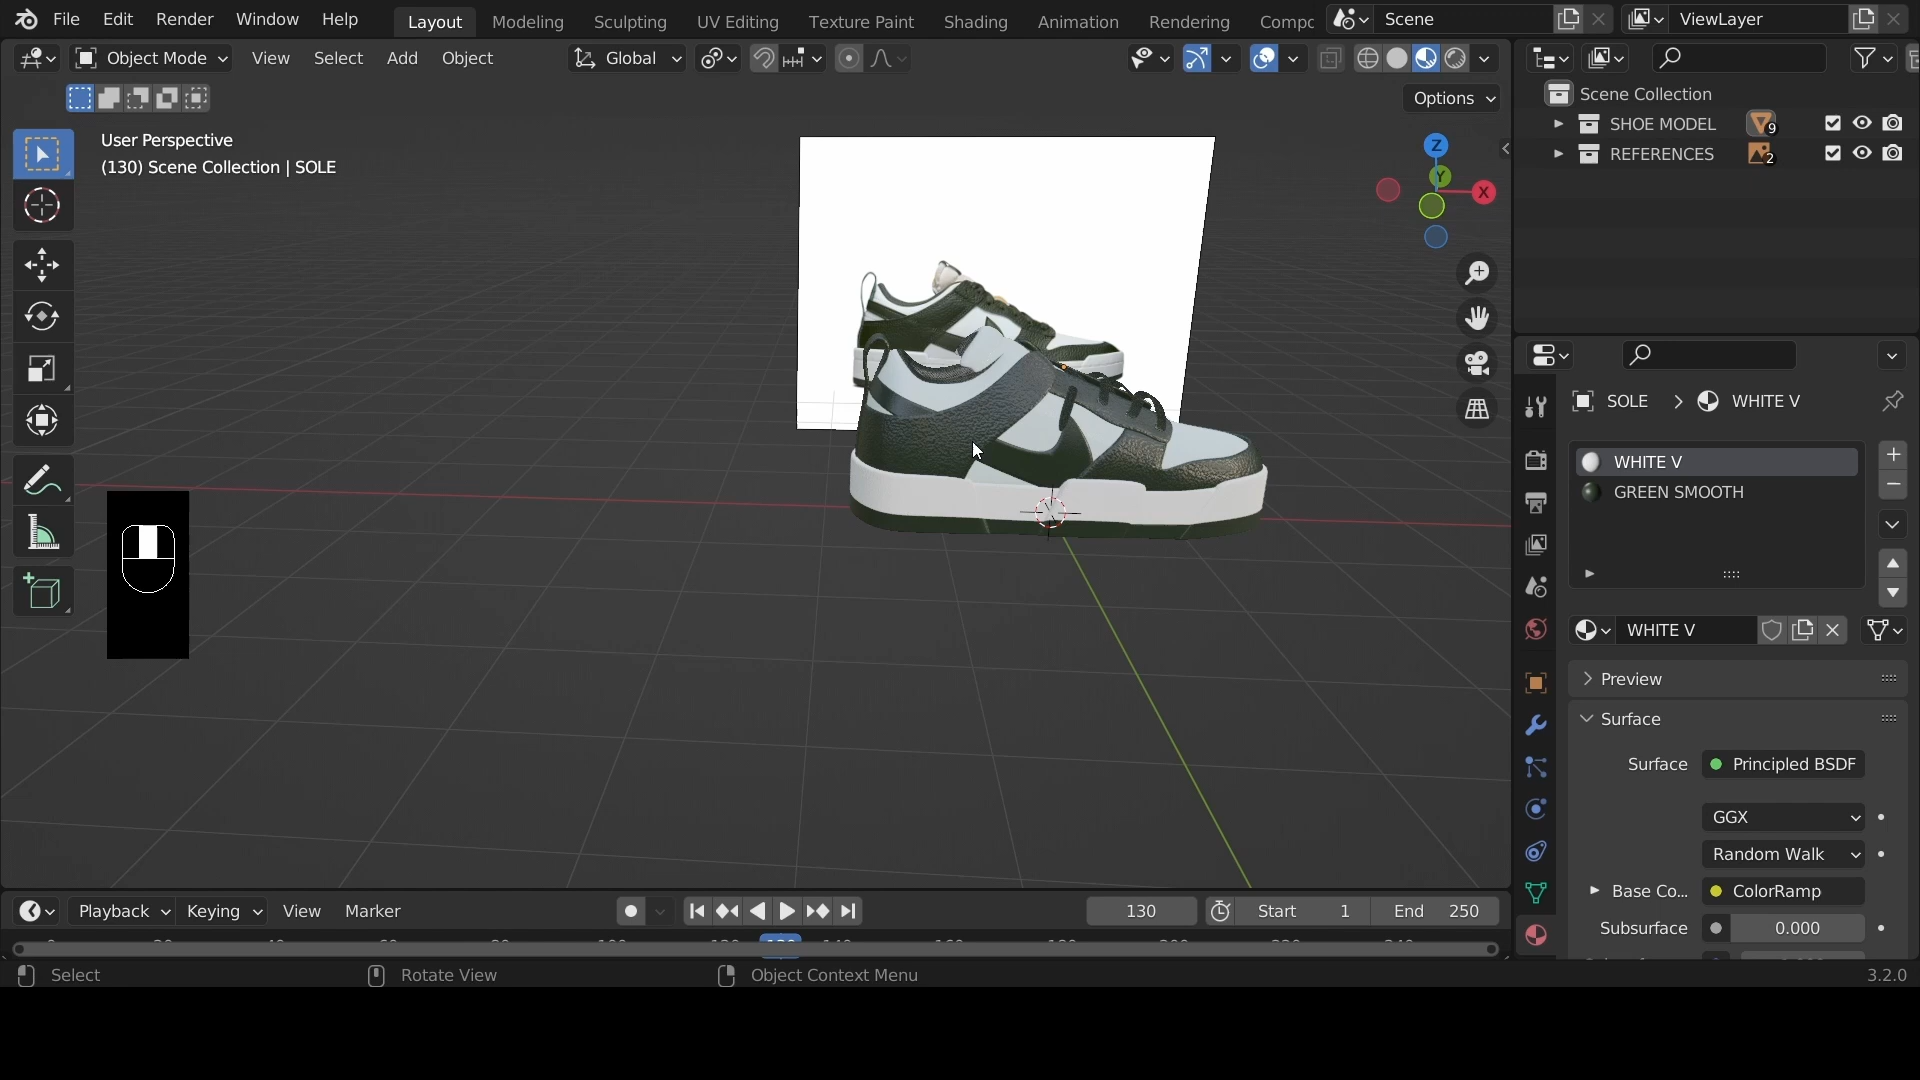 File Edit Render Window Help
Layout Modeling Sculpting UV Editing Texture Paint Shading Animation Rendering Compo
Scene
ViewLayer
Object Mode View Select Add Object
Global
Options
User Perspective
(130) Scene Collection | SOLE
Z
Y
X
Scene Collection
SHOE MODEL 9
REFERENCES 2
SOLE > WHITE V
WHITE V
GREEN SMOOTH
WHITE V
Preview
Surface
Surface Principled BSDF
GGX
Random Walk
Base Co... ColorRamp
Subsurface 0.000
Playback Keying View Marker
130
Start 1 End 250
Select Rotate View Object Context Menu 3.2.0